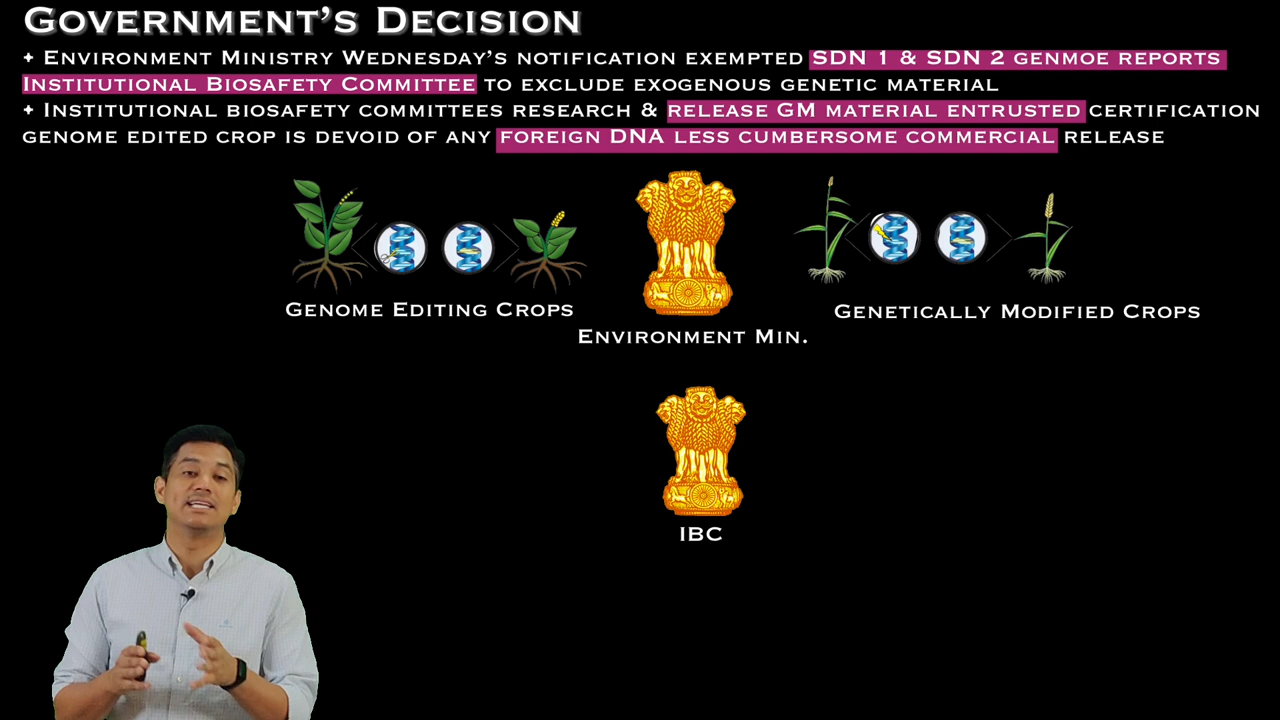 Government's Decision
+ Environment Ministry Wednesday's notification exempted SDN 1 & SDN 2 genmoe reports
Institutional Biosafety Committee to exclude exogenous genetic material
+ Institutional biosafety committees research & release GM material entrusted certification
genome edited crop is devoid of any foreign DNA less cumbersome commercial release
Genome Editing Crops
Environment Min.
Genetically Modified Crops
IBC